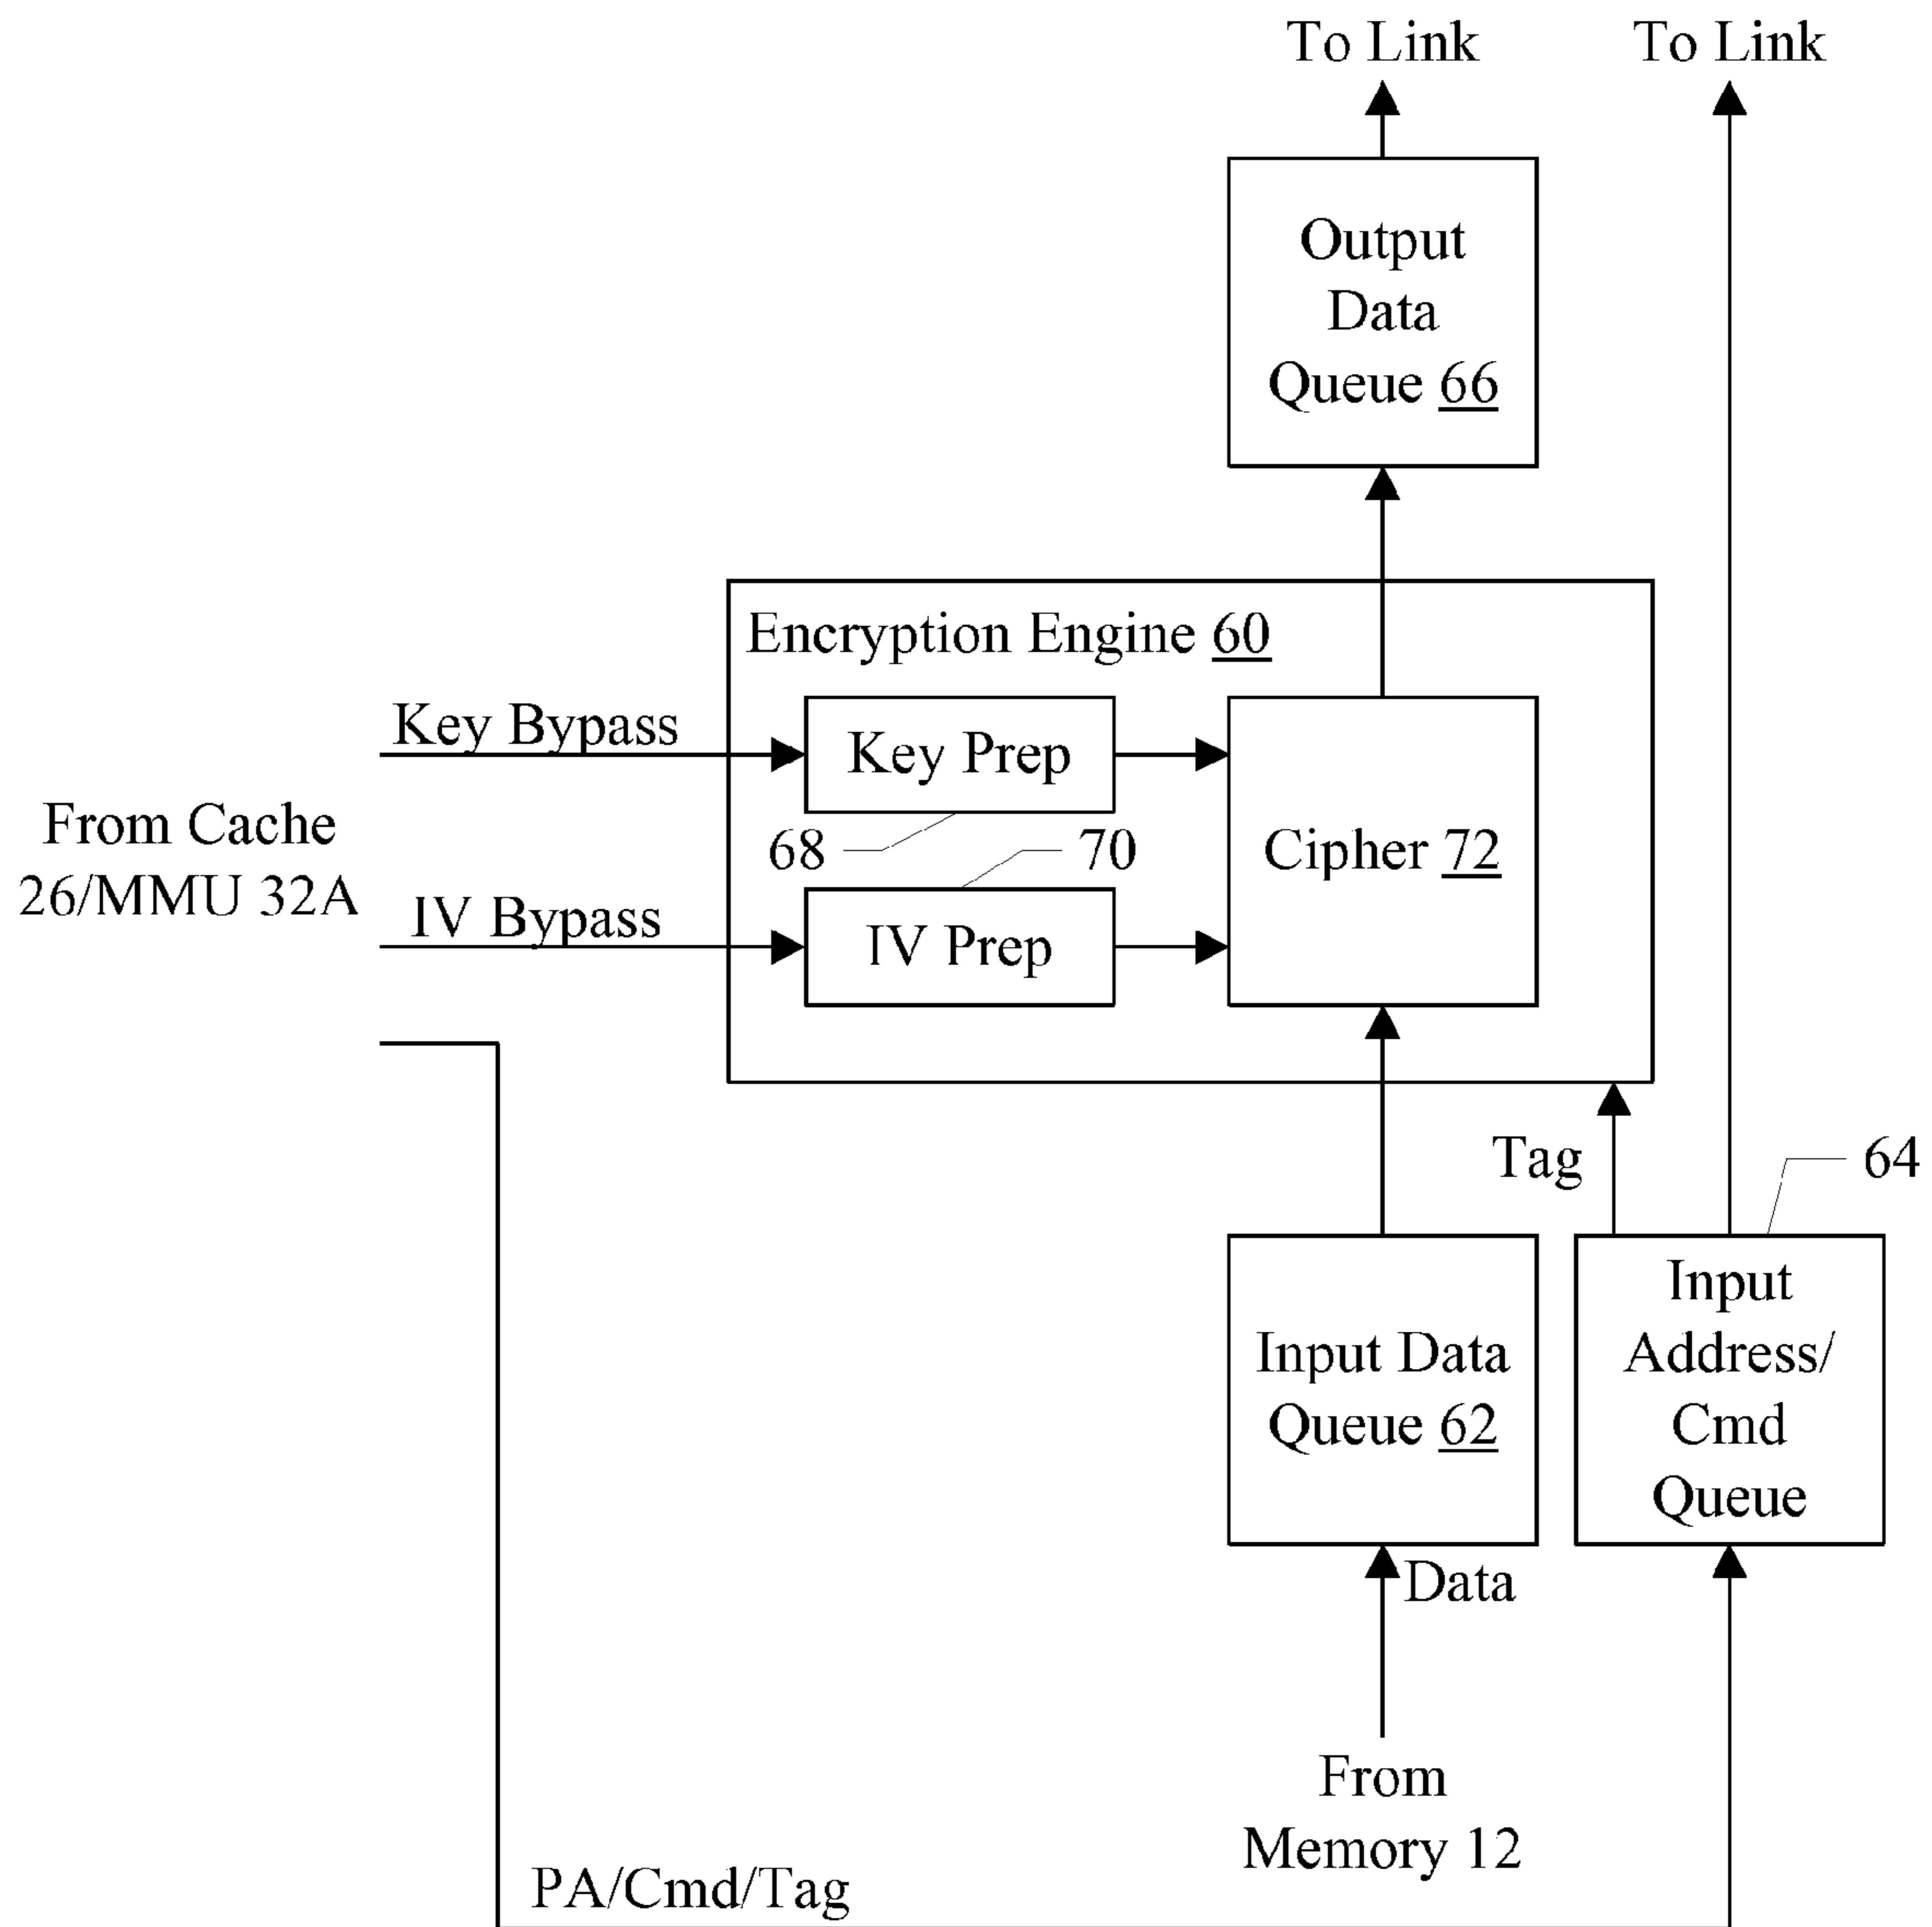 To Link
To Link
Output
Data
Queue 66
Encryption Engine 60
Key Bypass
Key Prep
From Cache
26/MMU 32A
68
70
Cipher 72
IV Bypass
IV Prep
Tag
64
Input Data
Queue 62
Input
Address/
Cmd
Queue
Data
From
Memory 12
PA/Cmd/Tag